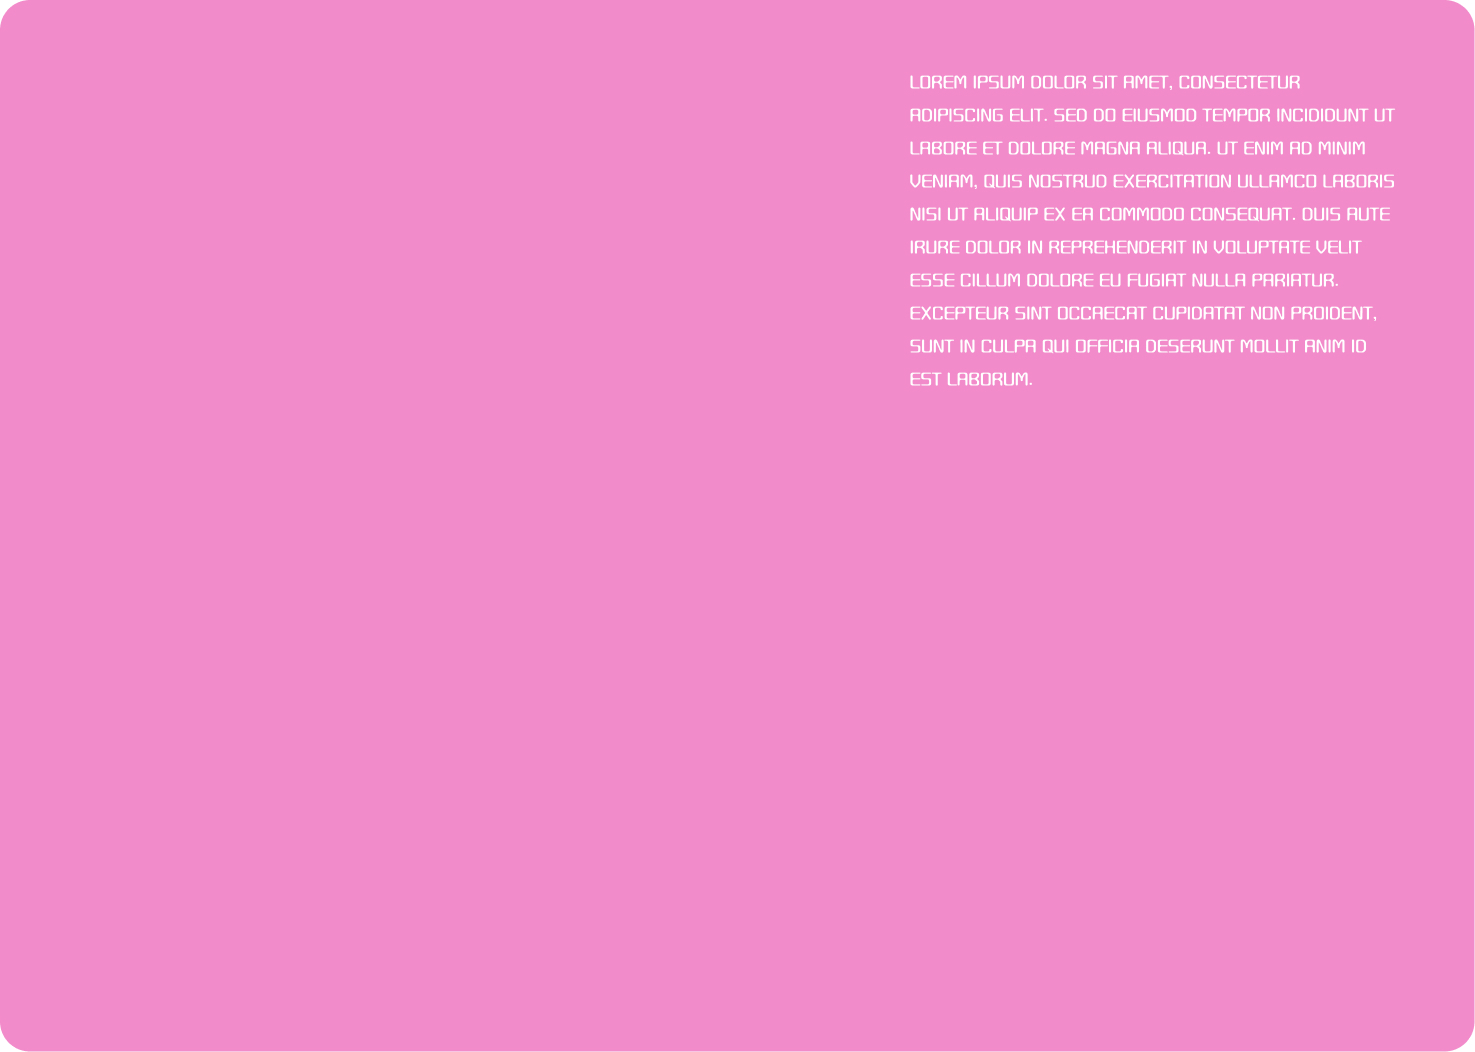 LOREM IPSUM DOLOR SIT AMET, CONSECTETUR
ADIPISCING ELIT. SED DO EIUSMOD TEMPOR INCIDIDUNT UT
LABORE ET DOLORE MAGNA ALIQUA. UT ENIM AD MINIM
VENIAM, QUIS NOSTRUD EXERCITATION ULLAMCO LABORIS
NISI UT ALIQUIP EX EA COMMODO CONSEQUAT. DUIS AUTE
IRURE DOLOR IN REPREHENDERIT IN VOLUPTATE VELIT
ESSE CILLUM DOLORE EU FUGIAT NULLA PARIATUR.
EXCEPTEUR SINT OCCAECAT CUPIDATAT NON PROIDENT,
SUNT IN CULPA QUI OFFICIA DESERUNT MOLLIT ANIM ID
EST LABORUM.